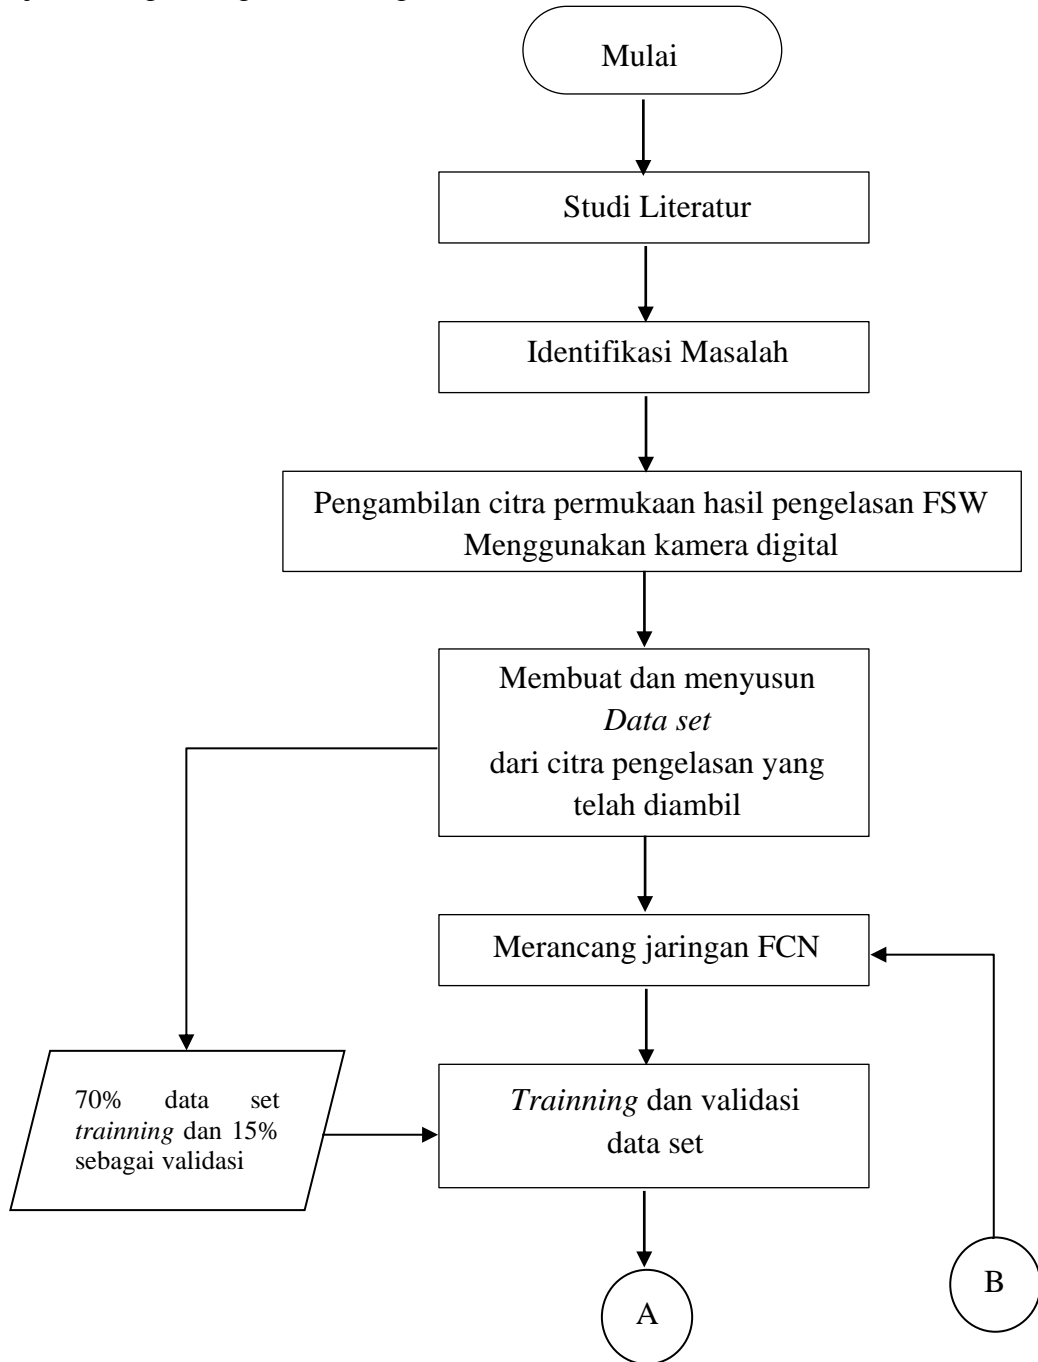 Mulai
Studi Literatur
Identifikasi Masalah
Pengambilan citra permukaan hasil pengelasan FSW
Menggunakan kamera digital
Membuat dan menyusun
Data set
dari citra pengelasan yang
telah diambil
Merancang jaringan FCN
70% data set
trainning dan 15%
sebagai validasi
Trainning dan validasi
data set
B
A